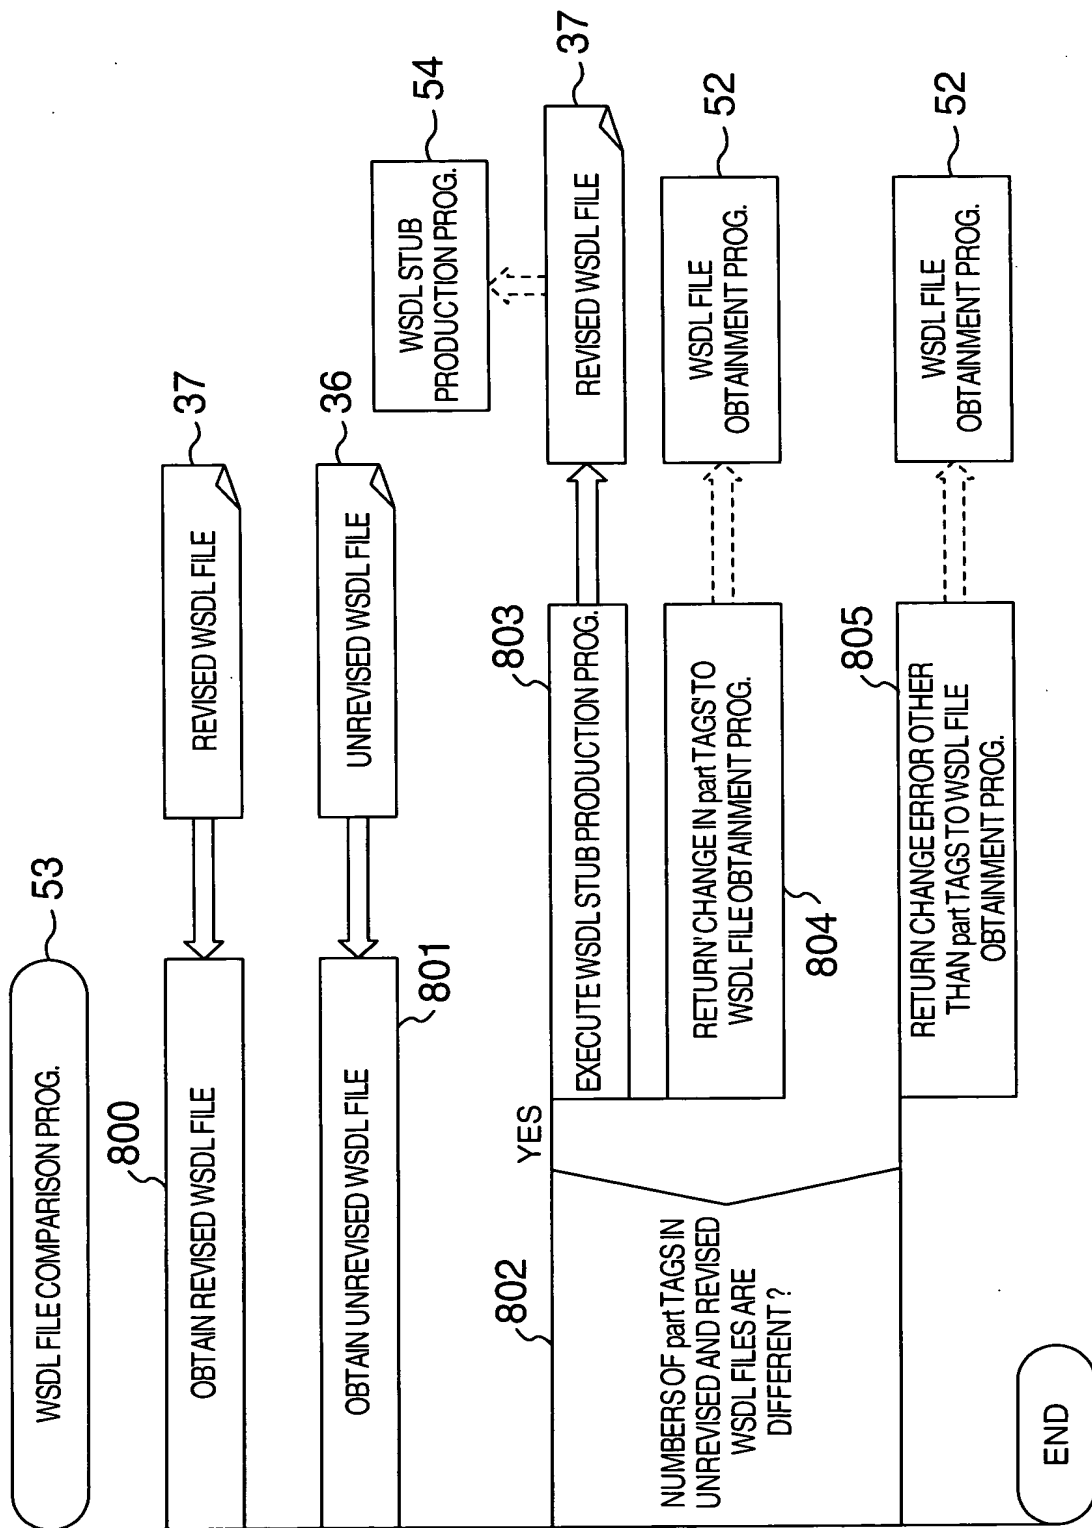 WSDL FILE COMPARISON PROG.
53
800
OBTAIN REVISED WSDL FILE
REVISED WSDL FILE
37
OBTAIN UNREVISED WSDL FILE
801
UNREVISED WSDL FILE
36
802
NUMBERS OF part TAGS IN
UNREVISED AND REVISED
WSDL FILES ARE
DIFFERENT?
YES
803
EXECUTE WSDL STUB PRODUCTION PROG.
REVISED WSDL FILE
37
WSDL STUB
PRODUCTION PROG.
54
RETURN 'CHANGE IN part TAGS' TO
WSDL FILE OBTAINMENT PROG.
804
WSDL FILE
OBTAINMENT PROG.
52
805
RETURN CHANGE ERROR OTHER
THAN part TAGS TO WSDL FILE
OBTAINMENT PROG.
WSDL FILE
OBTAINMENT PROG.
52
END